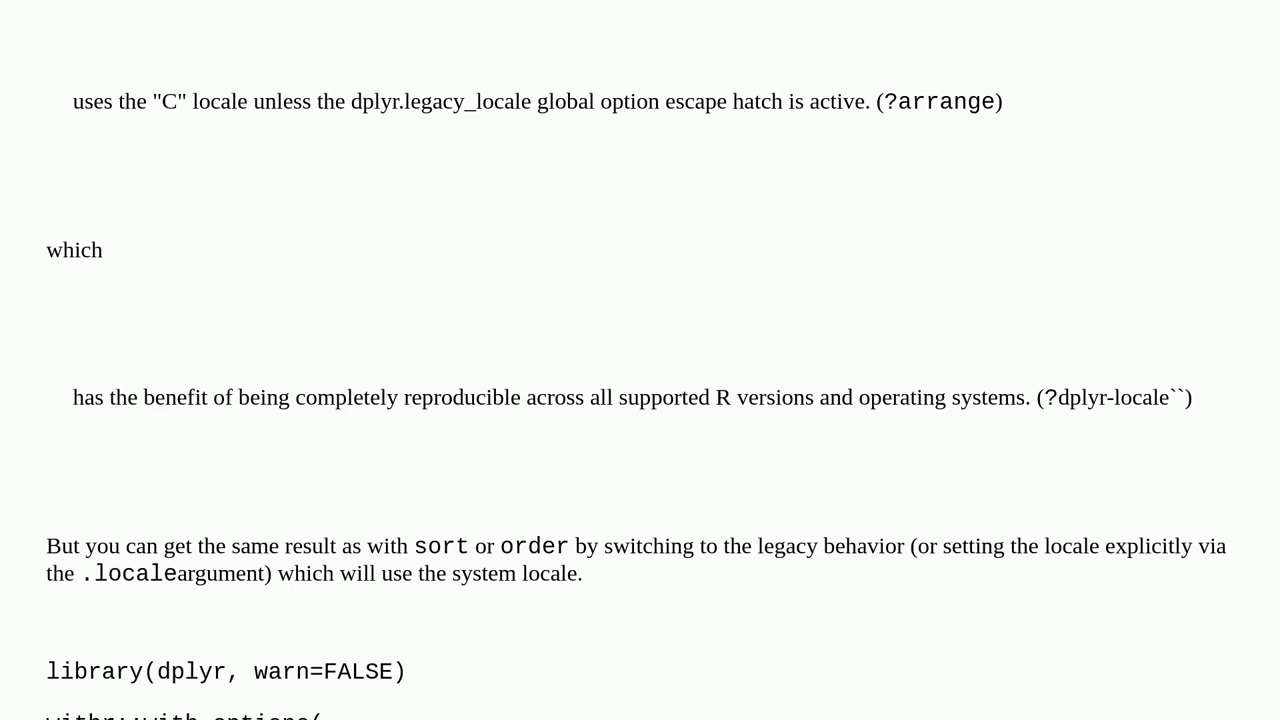 uses the "C" locale unless the dplyr.legacy_locale global option escape hatch is active. (?arrange)
which
has the benefit of being completely reproducible across all supported R versions and operating systems. (?dplyr-locale``)
But you can get the same result as with sort or order by switching to the legacy behavior (or setting the locale explicitly via
the .localeargument) which will use the system locale.
library(dplyr, warn=FALSE)
withr::with_options(